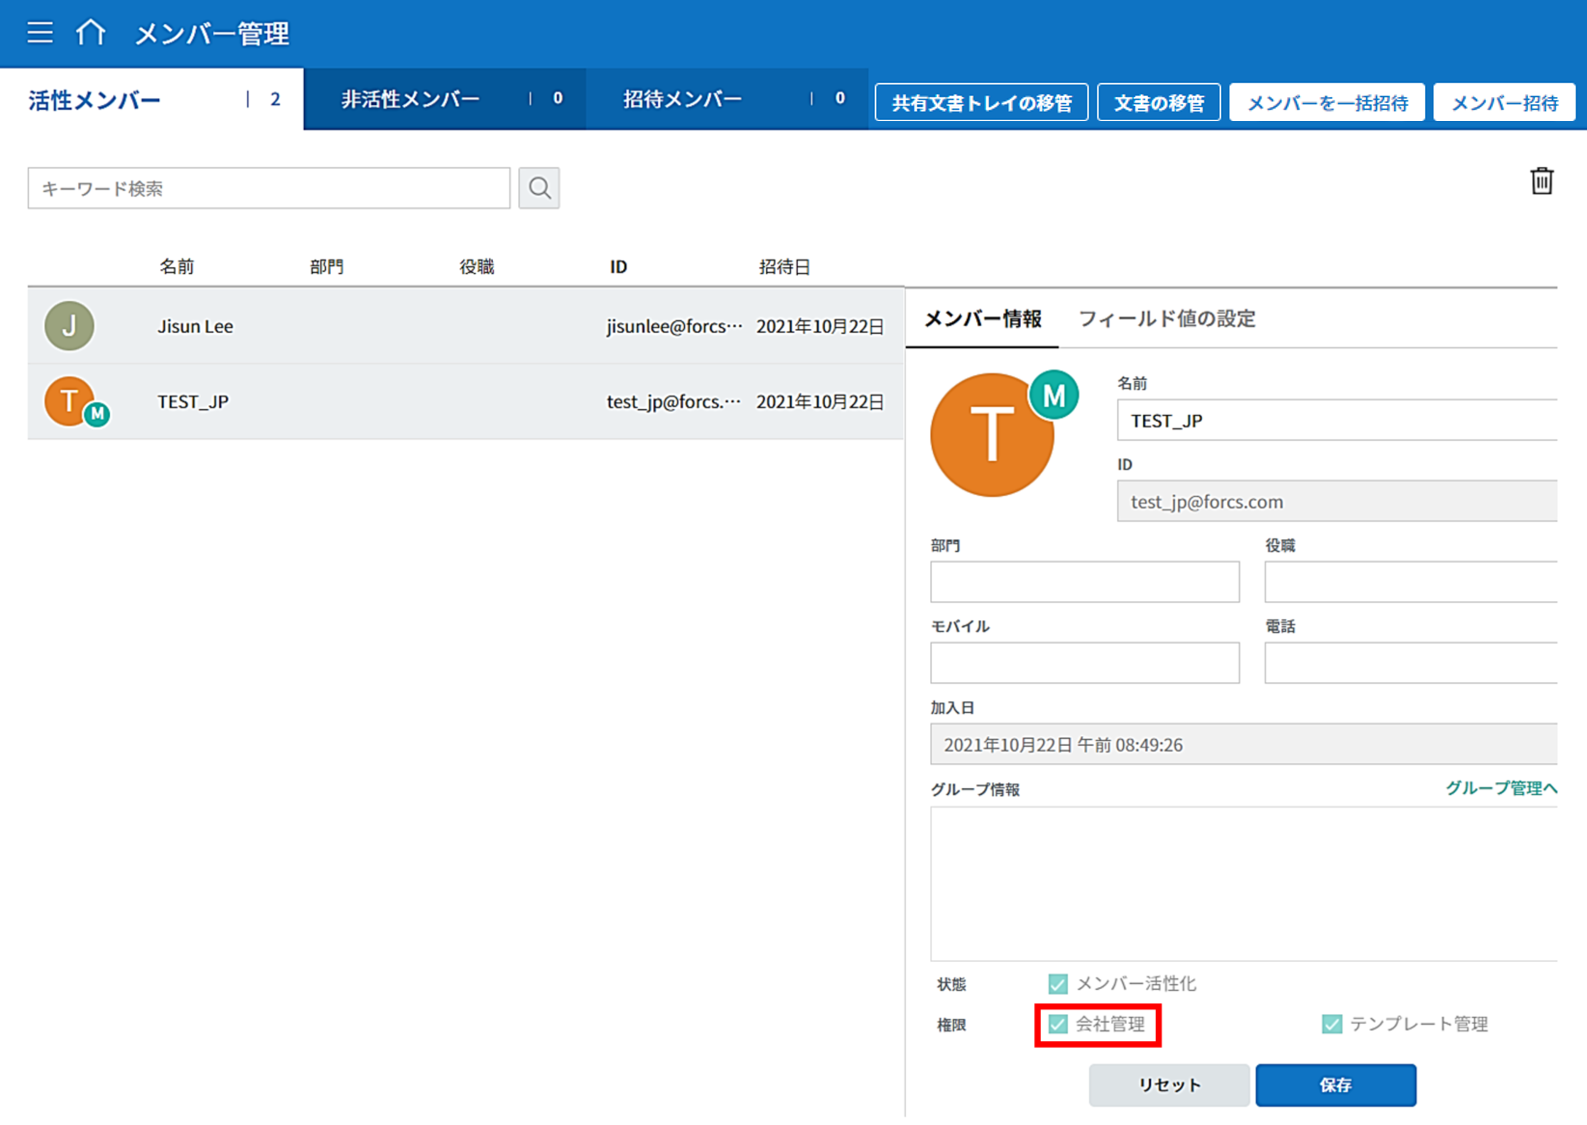 メンバー管理
活性メンバー | 2 非活性メンバー | 0 招待メンバー | 0 共有文書トレイの移管 文書の移管 メンバーを一括招待 メンバー招待
キーワード検索
名前 部門 役職 ID 招待日
J Jisun Lee jisunlee@forcs… 2021年10月22日
T M TEST_JP test_jp@forcs.… 2021年10月22日
メンバー情報 フィールド値の設定
T M
名前
TEST_JP
ID
test_jp@forcs.com
部門 役職
モバイル 電話
加入日
2021年10月22日 午前 08:49:26
グループ情報 グループ管理へ
状態 メンバー活性化
権限 会社管理 テンプレート管理
リセット 保存